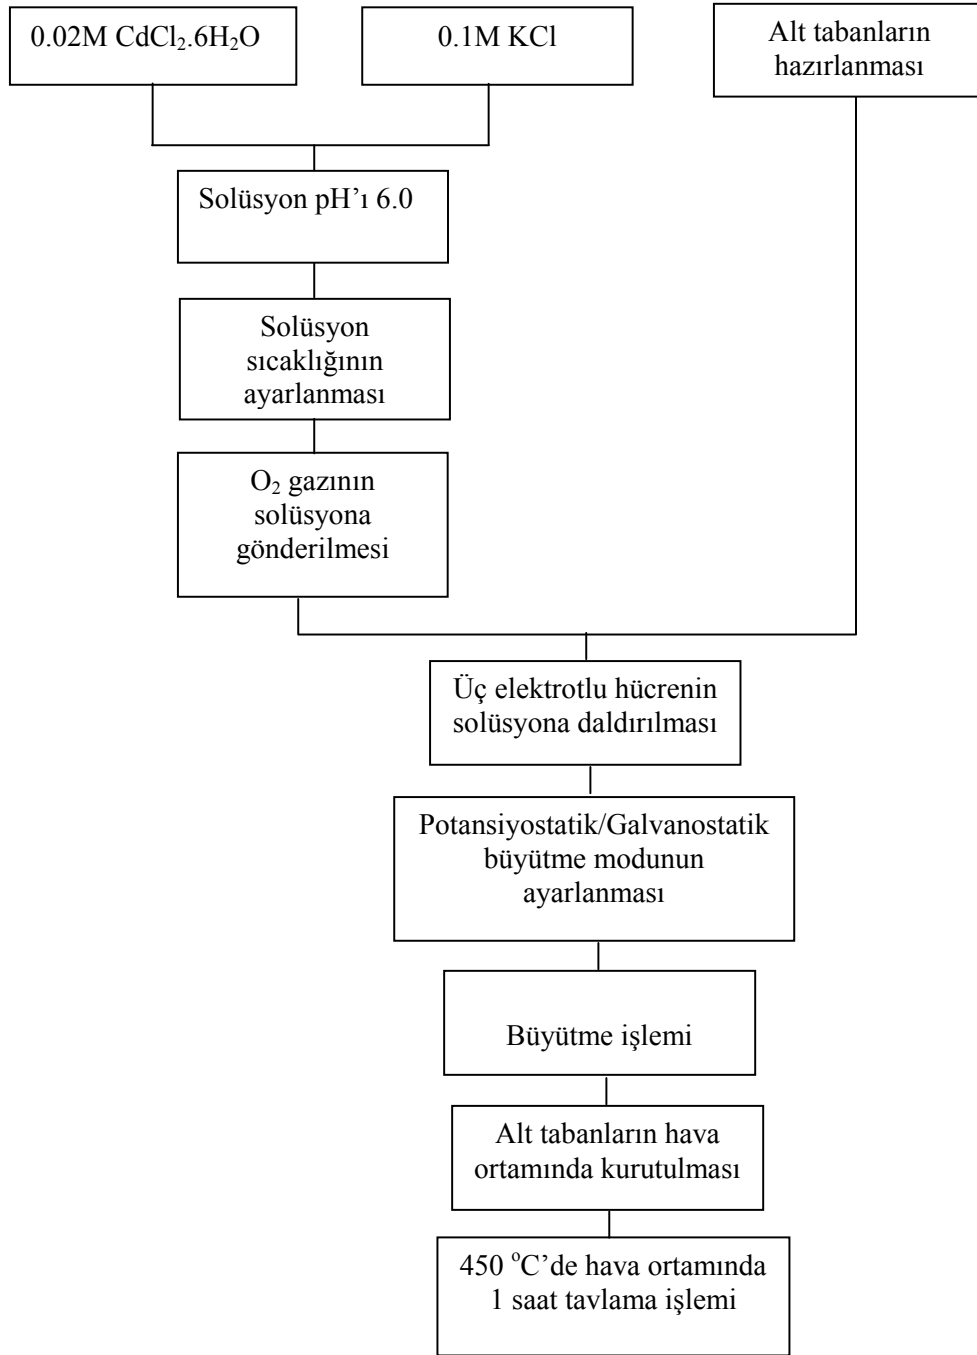 0.02M CdCl₂.6H₂O
0.1M KCl
Alt tabanların
hazırlanması
Solüsyon pH’ı 6.0
Solüsyon
sıcaklığının
ayarlanması
O₂ gazının
solüsyona
gönderilmesi
Üç elektrotlu hücrenin
solüsyona daldırılması
Potansiyostatik/Galvanostatik
büyütme modunun
ayarlanması
Büyütme işlemi
Alt tabanların hava
ortamında kurutulması
450 °C’de hava ortamında
1 saat tavlama işlemi